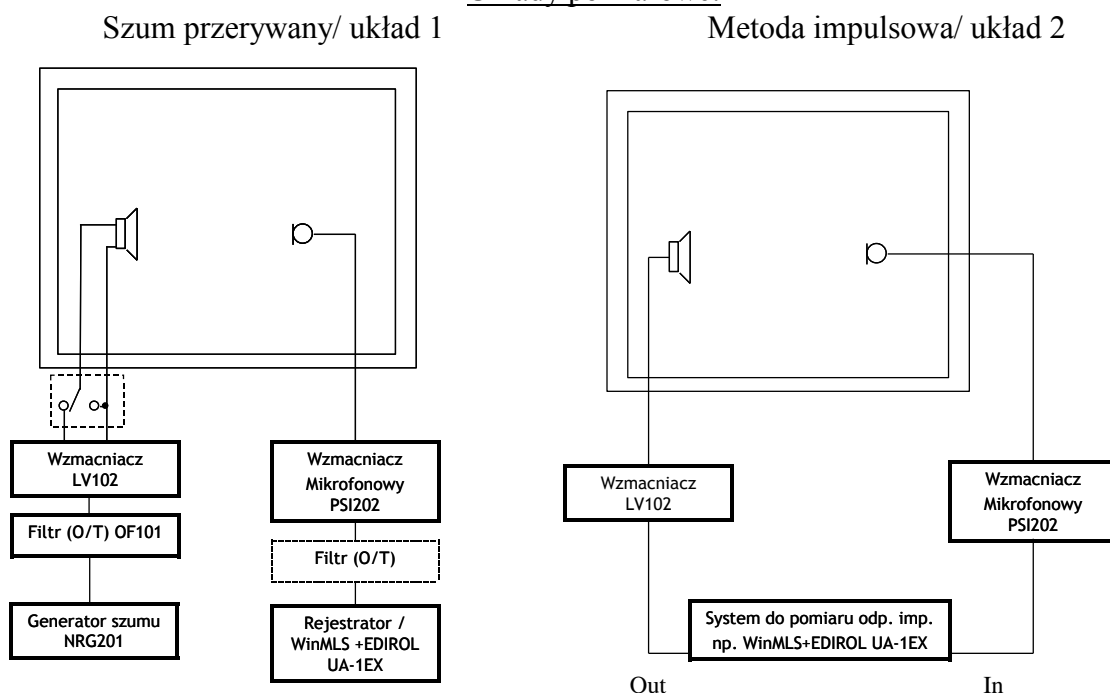 Szum przerywany/ układ 1
Wzmacniacz
LV102
Filtr (O/T) OF101
Generator szumu
NRG201
Wzmacniacz
Mikrofonowy
PSI202
Filtr (O/T)
Rejestrator /
WinMLS +EDIROL
UA-1EX
Metoda impulsowa/ układ 2
Wzmacniacz
LV102
Wzmacniacz
Mikrofonowy
PSI202
System do pomiaru odp. imp.
np. WinMLS+EDIROL UA-1EX
Out
In